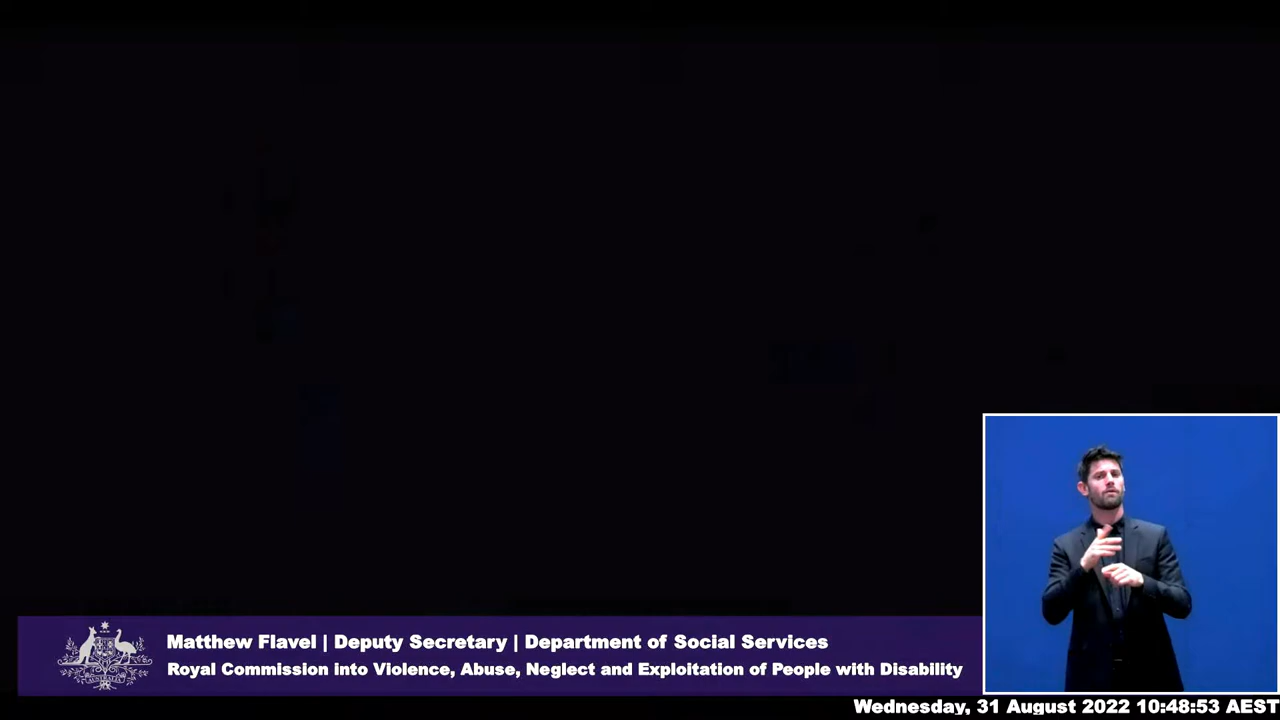 Matthew Flavel | Deputy Secretary | Department of Social Services
Royal Commission into Violence, Abuse, Neglect and Exploitation of People with Disability
Wednesday, 31 August 2022 10:48:53 AEST